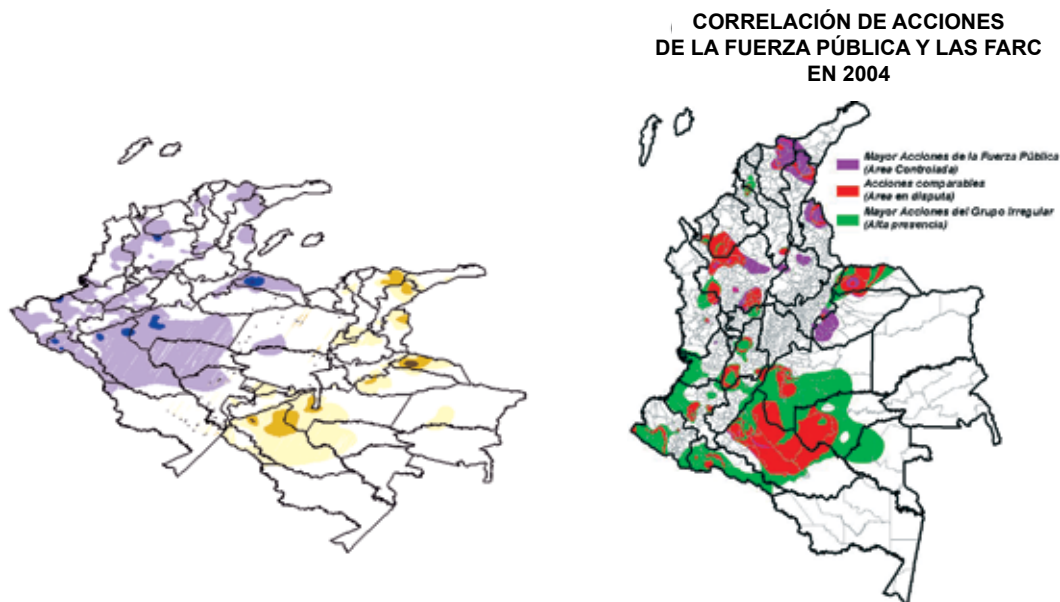 CORRELACIÓN DE ACCIONES
DE LA FUERZA PÚBLICA Y LAS FARC
EN 2004
Mayor Acciones de la Fuerza Pública
(Area Controlada)
Acciones comparables
(Area en disputa)
Mayor Acciones del Grupo Irregular
(Alta presencia)